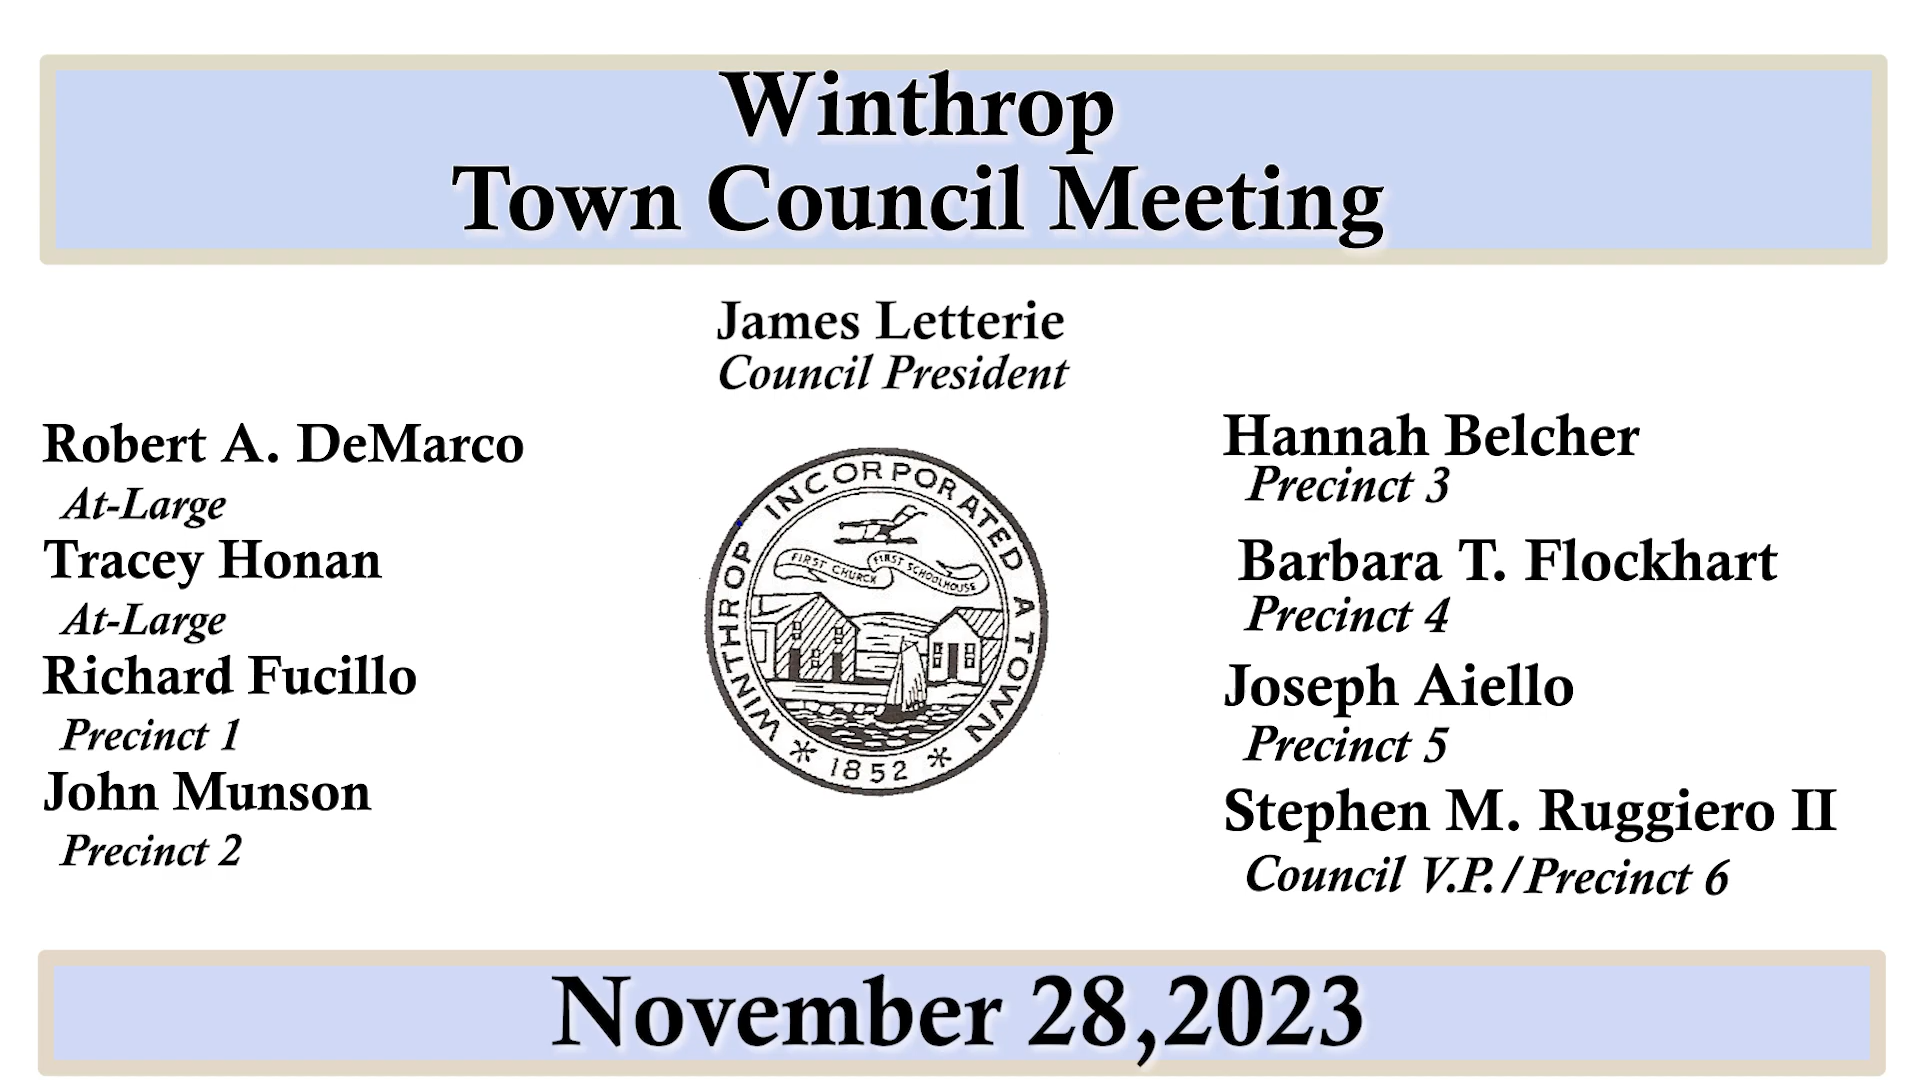 Winthrop
Town Council Meeting
James Letterie
Council President
Robert A. DeMarco
At-Large
Tracey Honan
At-Large
Richard Fucillo
Precinct 1
John Munson
Precinct 2
WINTHROP INCORPORATED A TOWN
FIRST CHURCH
FIRST SCHOOLHOUSE
* 1852 *
Hannah Belcher
Precinct 3
Barbara T. Flockhart
Precinct 4
Joseph Aiello
Precinct 5
Stephen M. Ruggiero II
Council V.P./Precinct 6
November 28,2023